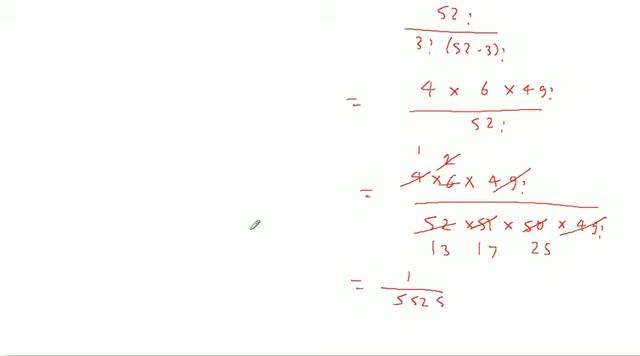 52!
3! (52-3)!
= 4 × 6 × 49!
52!
1 2
= 4 × 6 × 49!
52 × 51 × 50 × 49!
13 17 25
= 1
5525